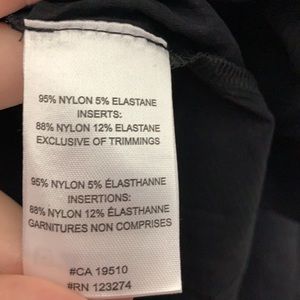 95% NYLON 5% ELASTANE
INSERTS:
88% NYLON 12% ELASTANE
EXCLUSIVE OF TRIMMINGS
95% NYLON 5% ÉLASTHANNE
INSERTIONS:
88% NYLON 12% ÉLASTHANNE
GARNITURES NON COMPRISES
#CA 19510
#RN 123274